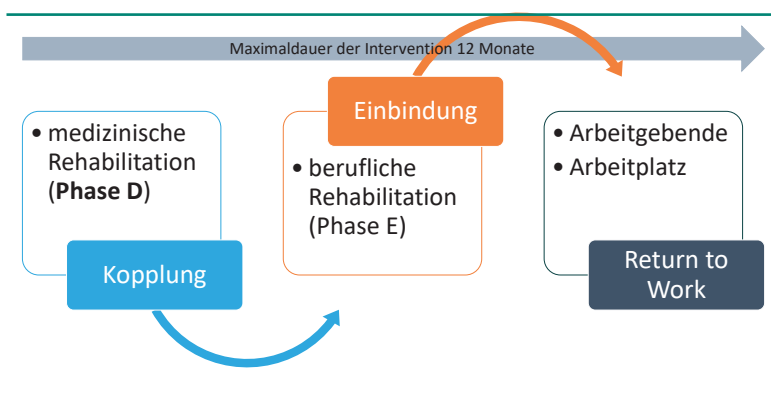 Maximaldauer der Intervention 12 Monate
• medizinische
Rehabilitation
(Phase D)
Kopplung
Einbindung
• berufliche
Rehabilitation
(Phase E)
• Arbeitgebende
• Arbeitplatz
Return to
Work